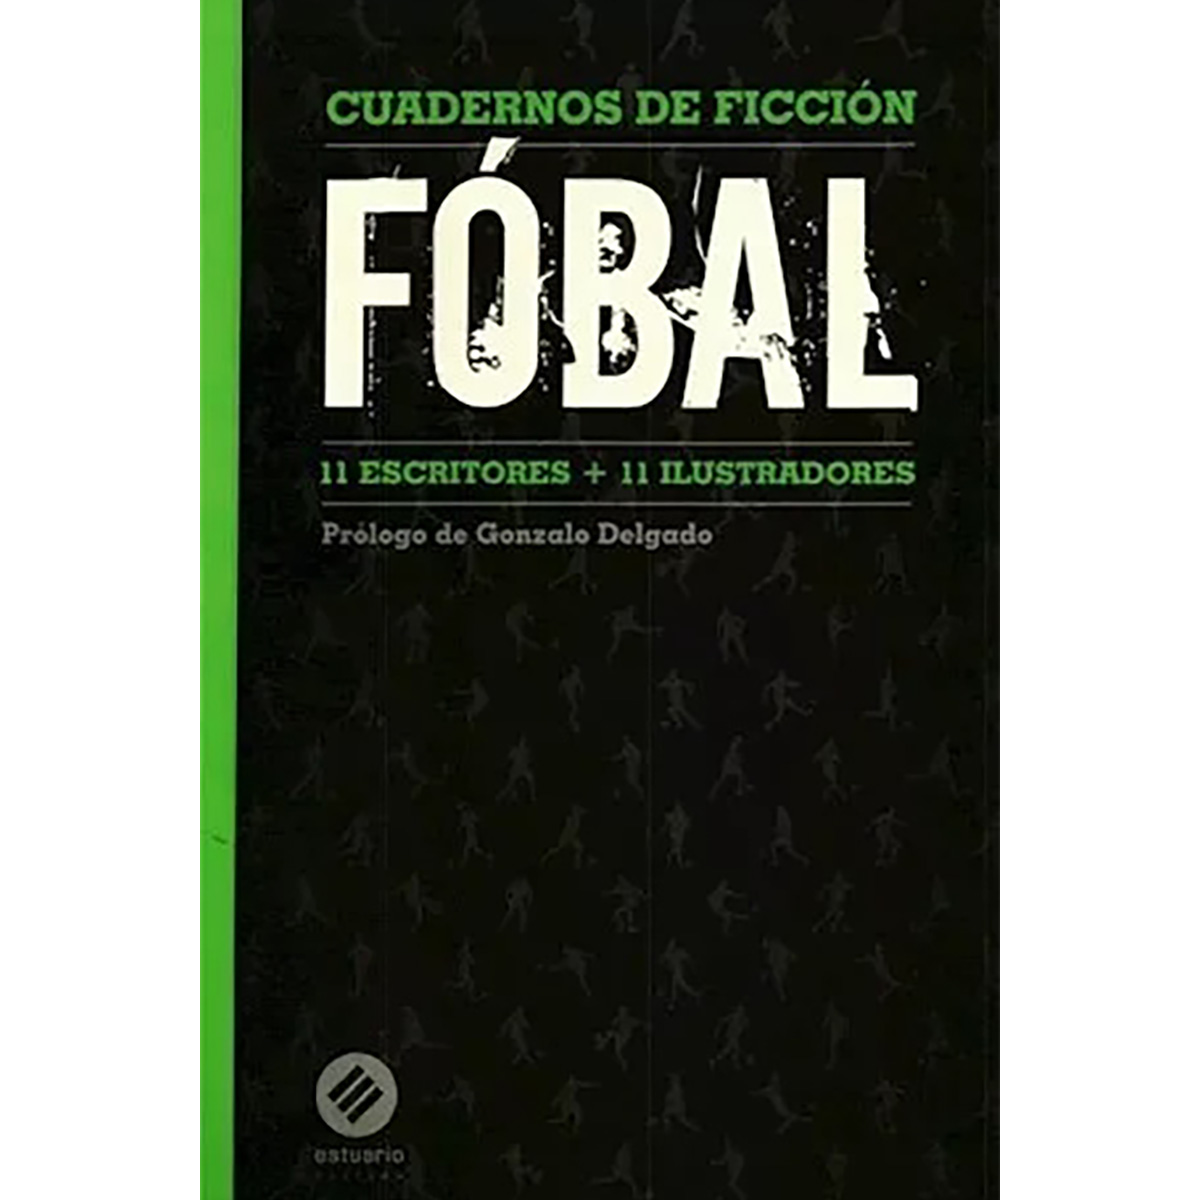 CUADERNOS DE FICCIÓN
FÓBAL
11 ESCRITORES + 11 ILUSTRADORES
Prólogo de Gonzalo Delgado
estuario